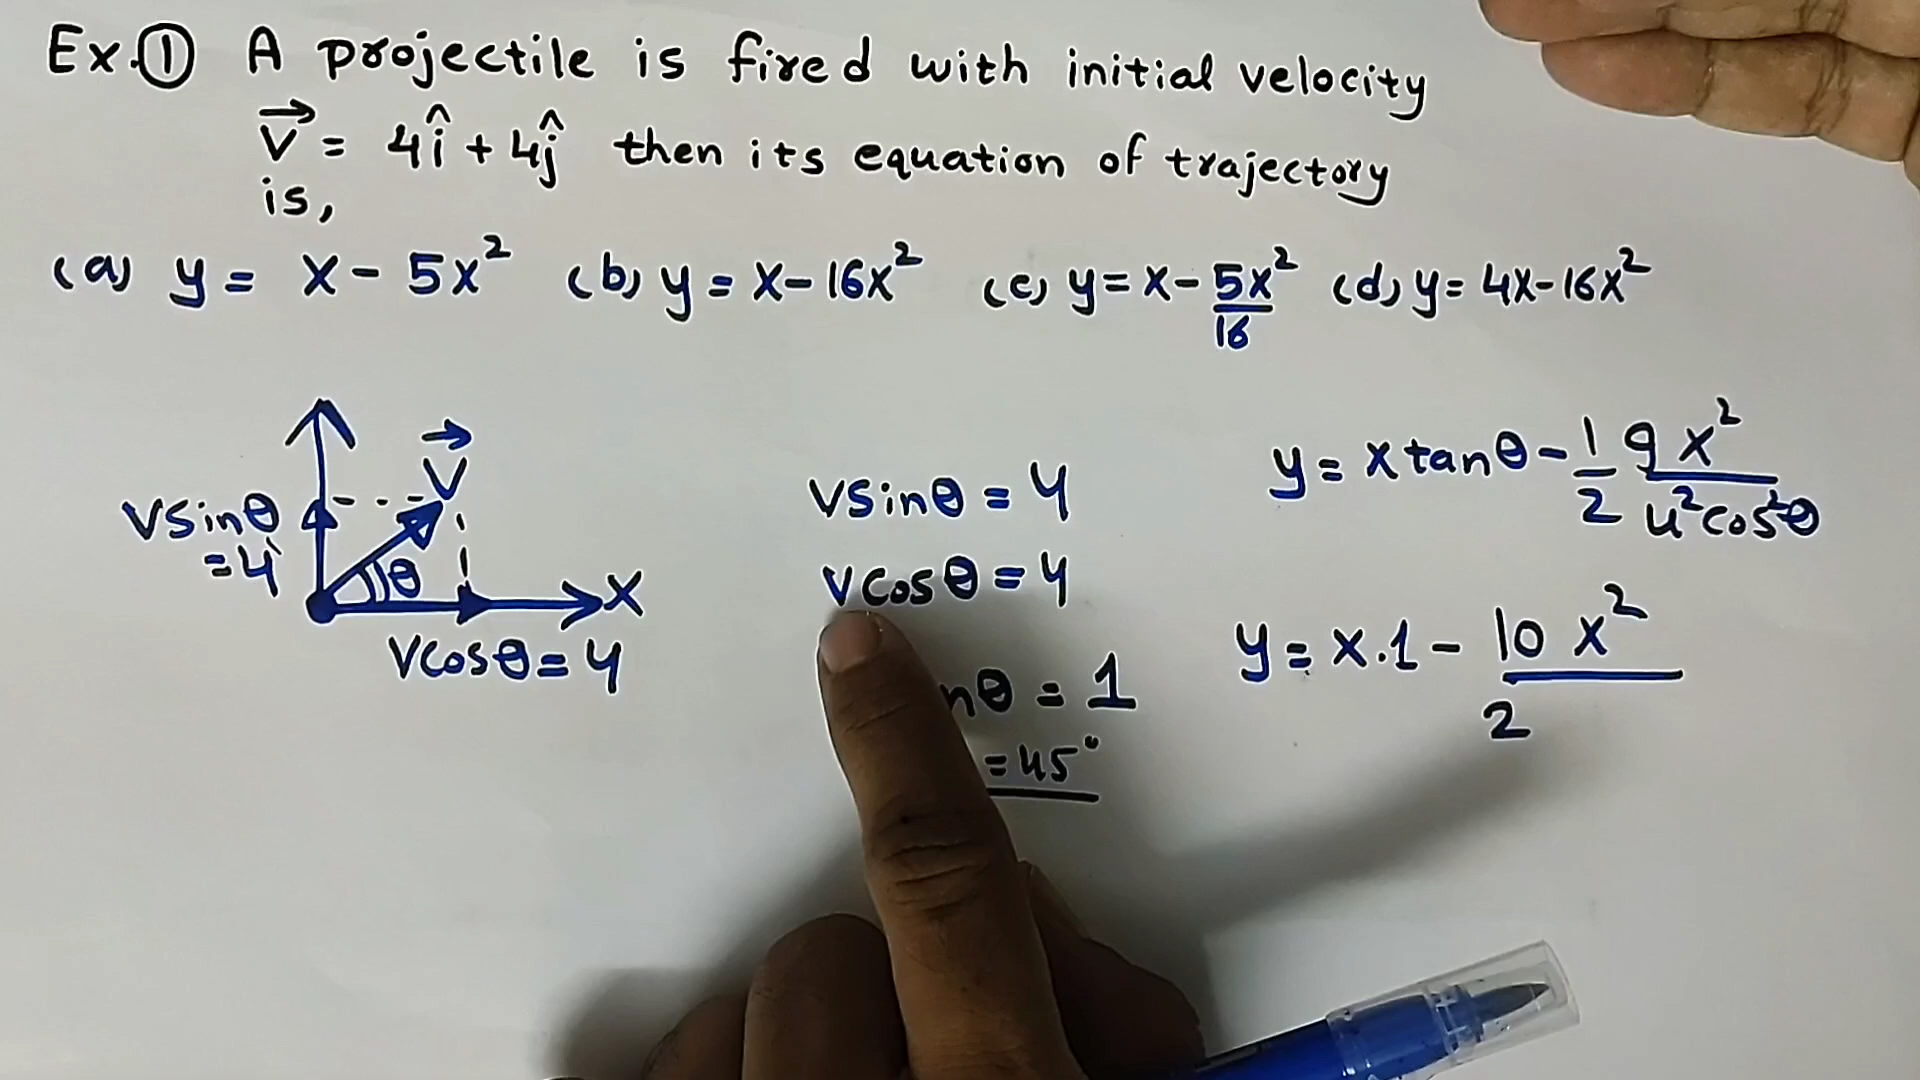 Ex.① A projectile is fired with initial velocity
v⃗ = 4î + 4ĵ then its equation of trajectory
is,
(a) y = x - 5x² (b) y = x - 16x² (c) y = x - 5x²/16 (d) y = 4x - 16x²
v⃗
vsinθ
= 4
θ
x
vcosθ = 4
vsinθ = 4
vcosθ = 4
nθ = 1
= 45°
y = x tanθ - 1/2 g x²/u²cos²θ
y = x.1 - 10 x²/2